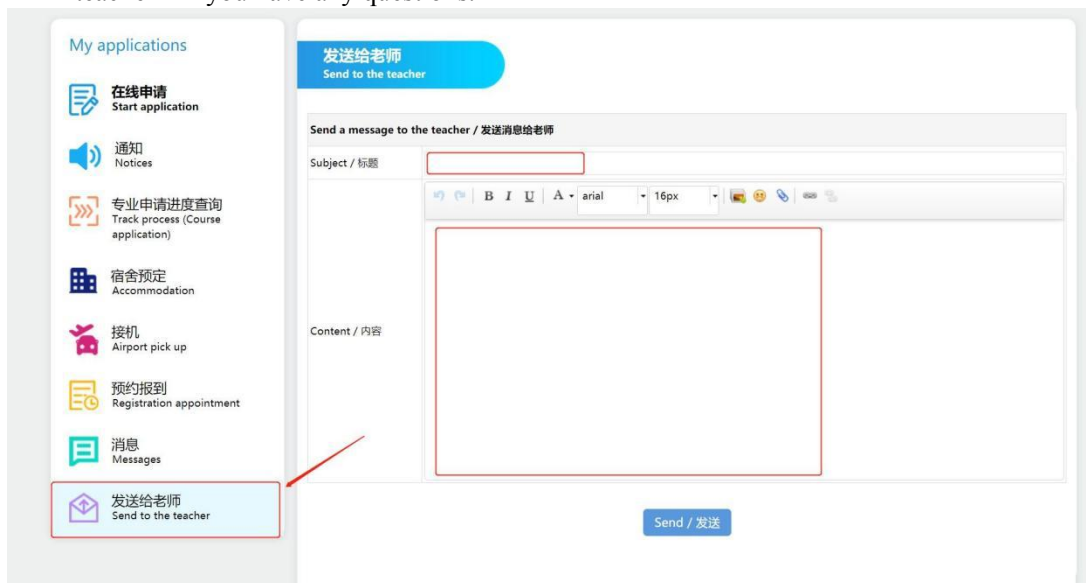 you have any questions.
My applications
在线申请
Start application
通知
Notices
专业申请进度查询
Track process (Course
application)
宿舍预定
Accommodation
接机
Airport pick up
预约报到
Registration appointment
消息
Messages
发送给老师
Send to the teacher
发送给老师
Send to the teacher
Send a message to the teacher / 发送消息给老师
Subject / 标题
B I U A arial 16px
Content / 内容
Send / 发送